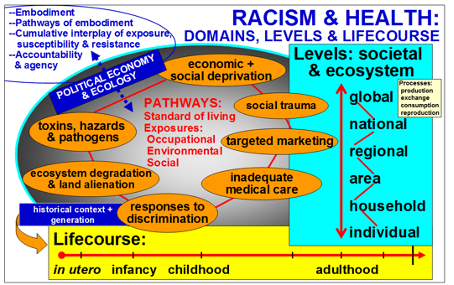 --Embodiment
--Pathways of embodiment
--Cumulative interplay of exposure,
susceptibility & resistance
--Accountability
& agency
RACISM & HEALTH:
DOMAINS, LEVELS & LIFECOURSE
POLITICAL ECONOMY
& ECOLOGY
economic +
social deprivation
social trauma
targeted marketing
inadequate
medical care
responses to
discrimination
ecosystem degradation
& land alienation
toxins, hazards
& pathogens
PATHWAYS:
Standard of living
Exposures:
Occupational
Environmental
Social
historical context +
generation
Levels: societal
& ecosystem
global
national
regional
area
household
individual
Processes:
production
exchange
consumption
reproduction
Lifecourse:
in utero infancy childhood adulthood